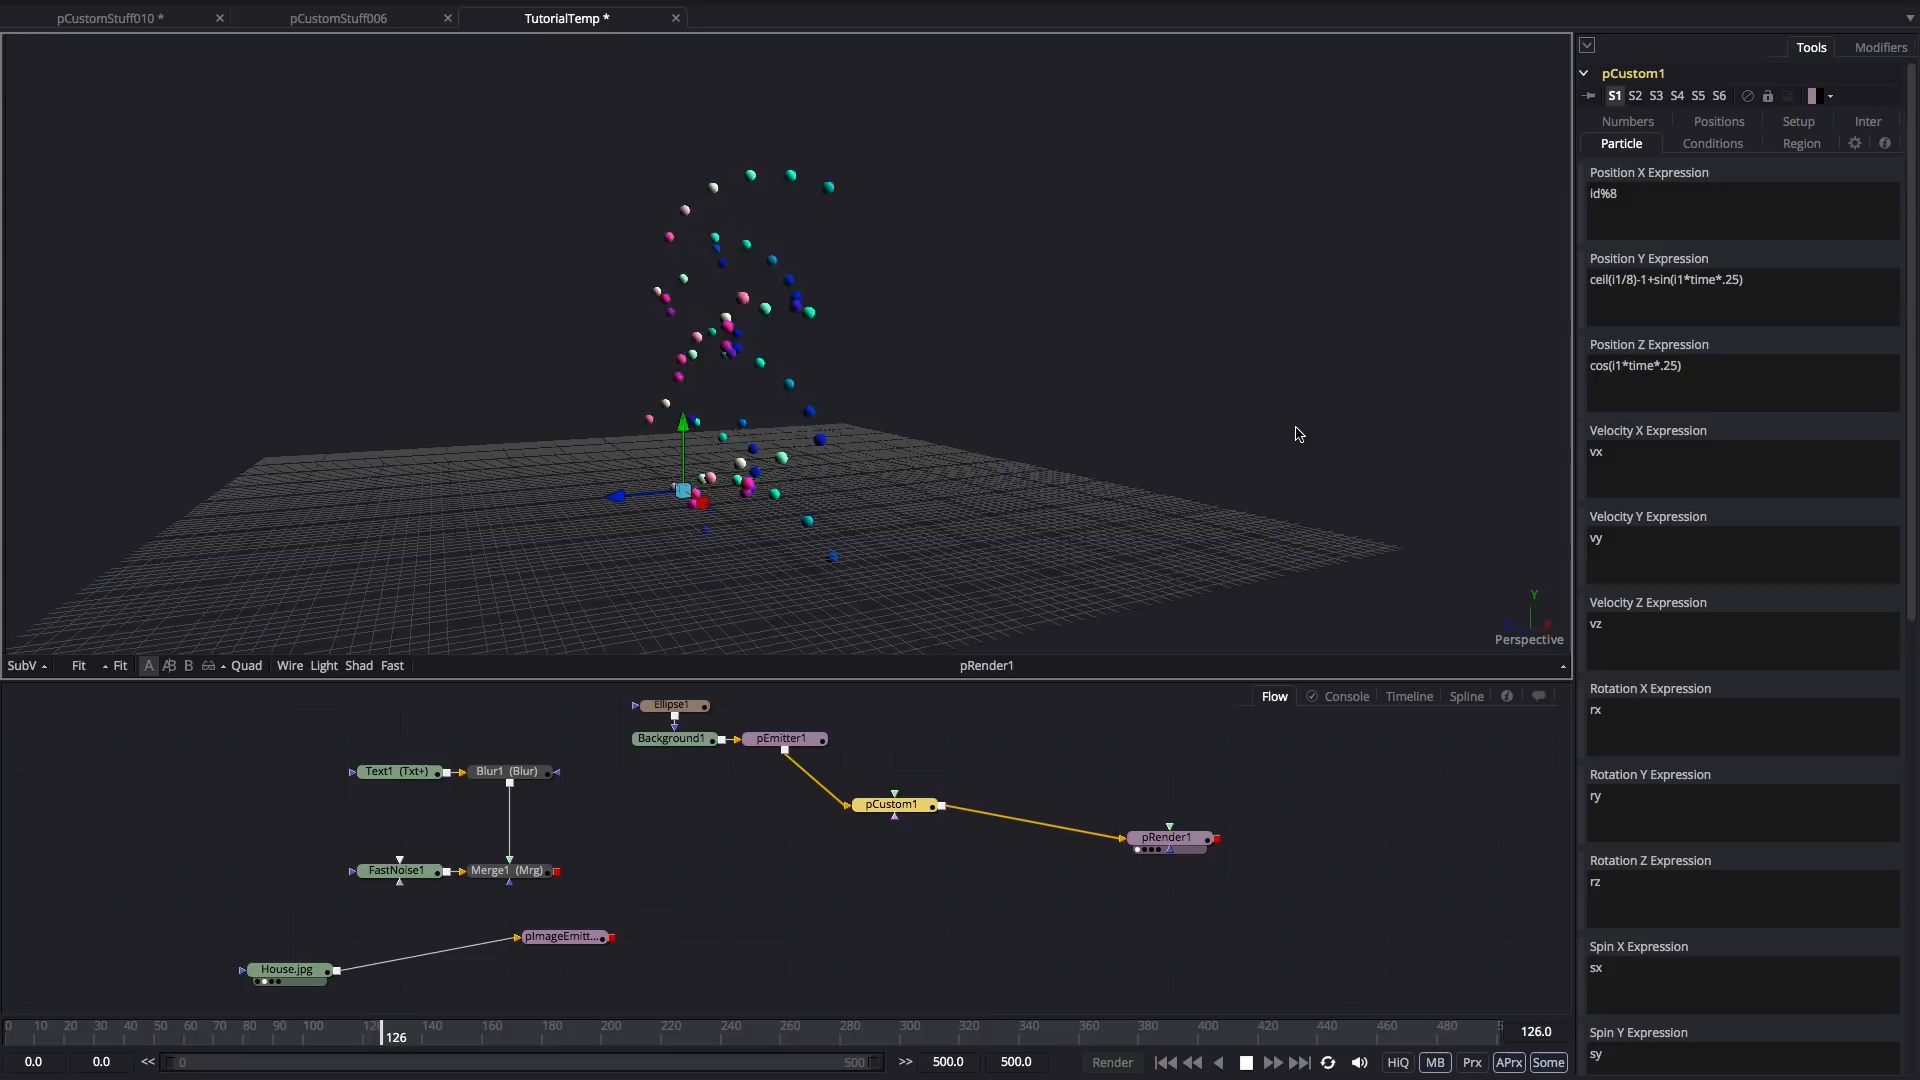 pCustomStuff010 *
pCustomStuff006
TutorialTemp *
Tools
Modifiers
pCustom1
S1 S2 S3 S4 S5 S6
Numbers Positions Setup Inter
Particle Conditions Region
Position X Expression
id%8
Position Y Expression
ceil(i1/8)-1+sin(i1*time*.25)
Position Z Expression
cos(i1*time*.25)
Velocity X Expression
vx
Velocity Y Expression
vy
Velocity Z Expression
vz
Rotation X Expression
rx
Rotation Y Expression
ry
Rotation Z Expression
rz
Spin X Expression
sx
Spin Y Expression
sy
Y
X
Perspective
SubV Fit Fit A B Quad Wire Light Shad Fast pRender1
Flow Console Timeline Spline
Ellipse1
Background1 pEmitter1
Text1 (Txt+) Blur1 (Blur)
pCustom1
pRender1
FastNoise1 Merge1 (Mrg)
pImageEmitt...
House.jpg
0 10 20 30 40 50 60 70 80 90 100 126 140 160 180 200 220 240 260 280 300 320 340 360 380 400 420 440 460 480 126.0
0.0 0.0 << 0 500 >> 500.0 500.0 Render HiQ MB Prx APrx Some